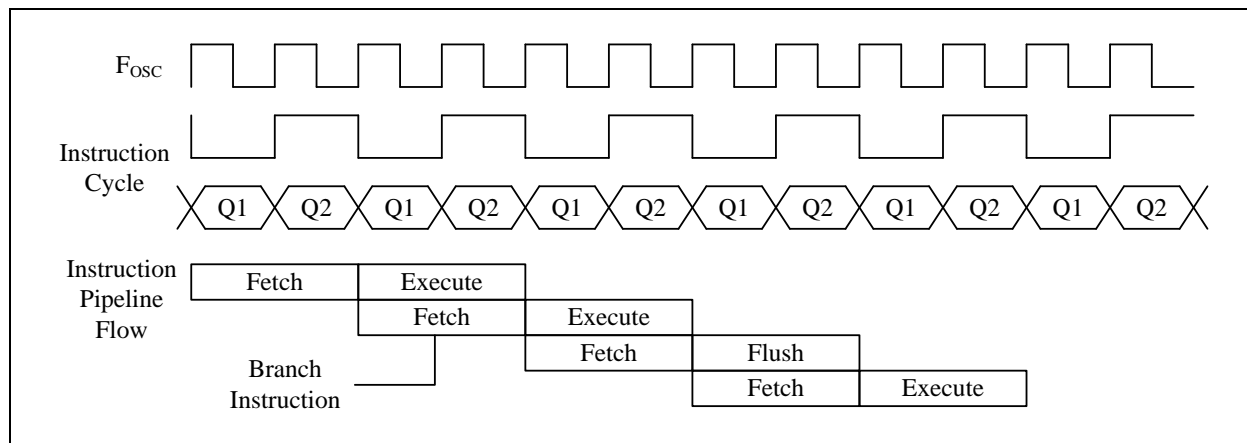 FOSC
Instruction
Cycle
Q1 Q2 Q1 Q2 Q1 Q2 Q1 Q2 Q1 Q2 Q1 Q2
Instruction
Pipeline
Flow
Fetch Execute
Fetch Execute
Fetch Flush
Fetch Execute
Branch
Instruction